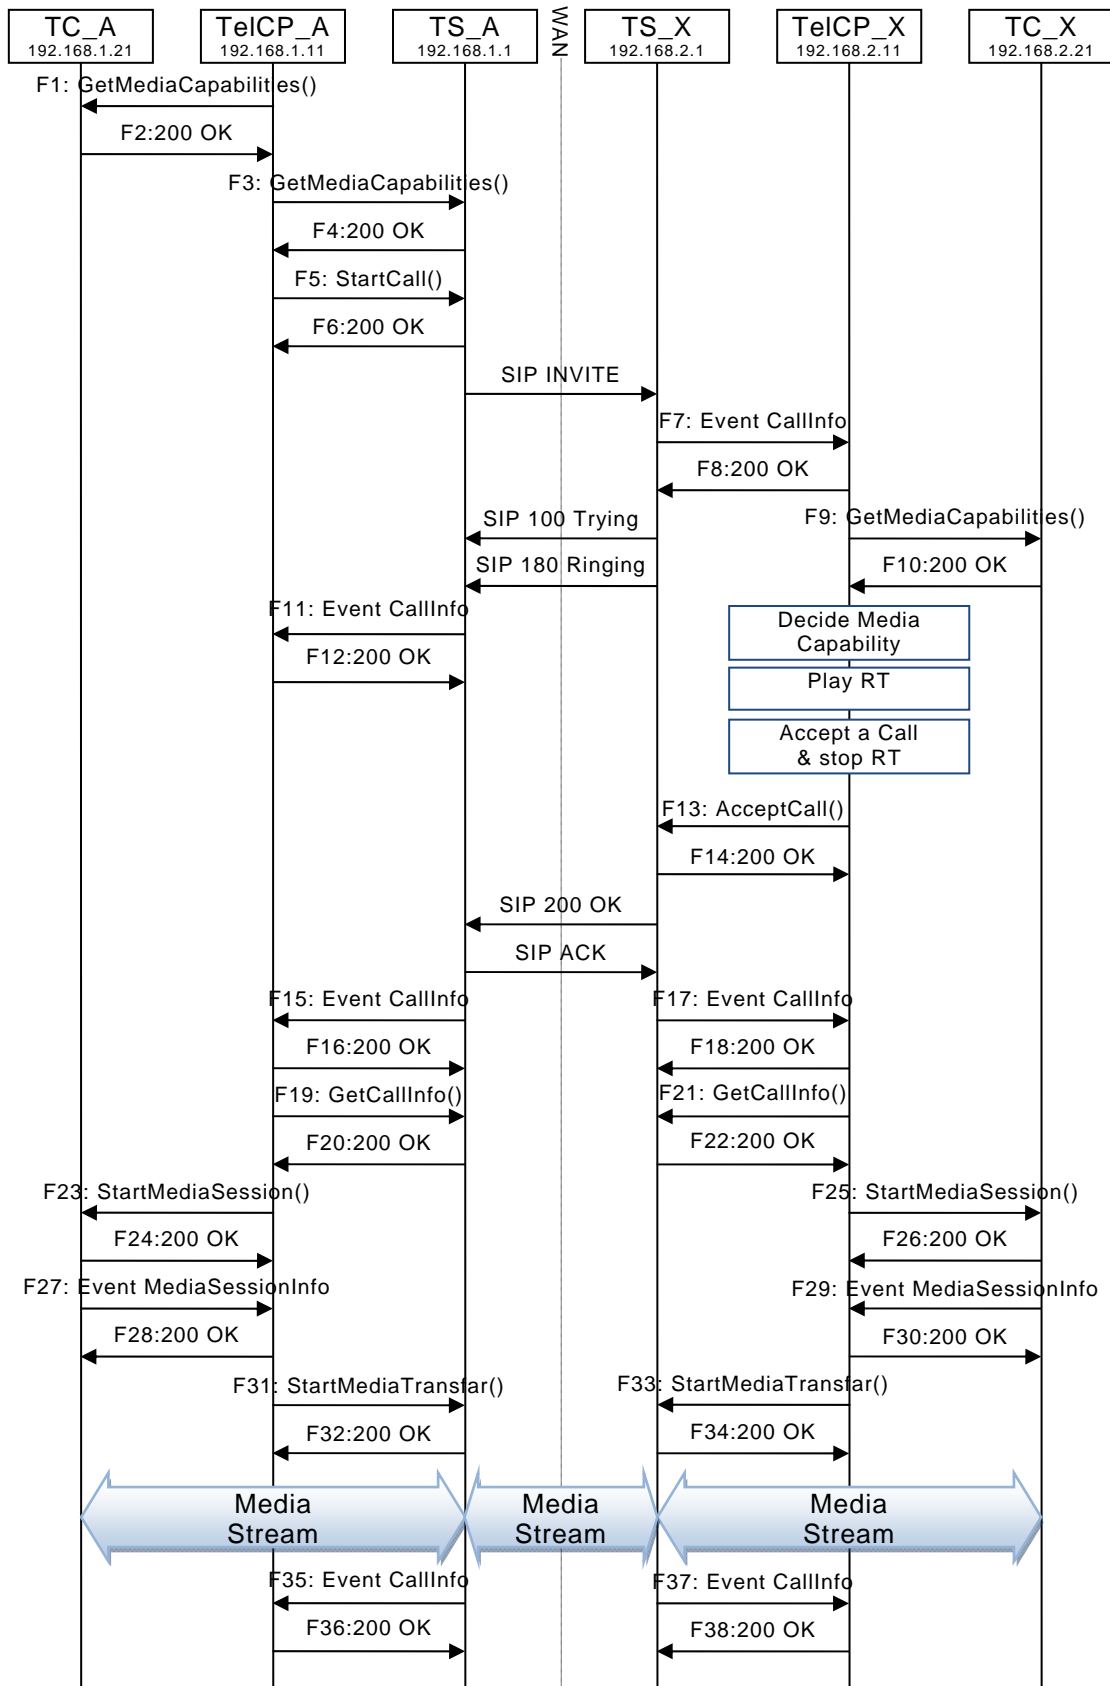 TC_A
192.168.1.21
TelCP_A
192.168.1.11
TS_A
192.168.1.1
WAN
TS_X
192.168.2.1
TelCP_X
192.168.2.11
TC_X
192.168.2.21
F1: GetMediaCapabilities()
F2:200 OK
F3: GetMediaCapabilities()
F4:200 OK
F5: StartCall()
F6:200 OK
SIP INVITE
F7: Event CallInfo
F8:200 OK
SIP 100 Trying
F9: GetMediaCapabilities()
SIP 180 Ringing
F10:200 OK
F11: Event CallInfo
Decide Media
Capability
F12:200 OK
Play RT
Accept a Call
& stop RT
F13: AcceptCall()
F14:200 OK
SIP 200 OK
SIP ACK
F15: Event CallInfo
F17: Event CallInfo
F16:200 OK
F18:200 OK
F19: GetCallInfo()
F21: GetCallInfo()
F20:200 OK
F22:200 OK
F23: StartMediaSession()
F25: StartMediaSession()
F24:200 OK
F26:200 OK
F27: Event MediaSessionInfo
F29: Event MediaSessionInfo
F28:200 OK
F30:200 OK
F31: StartMediaTransfar()
F33: StartMediaTransfar()
F32:200 OK
F34:200 OK
Media
Stream
Media
Stream
Media
Stream
F35: Event CallInfo
F37: Event CallInfo
F36:200 OK
F38:200 OK